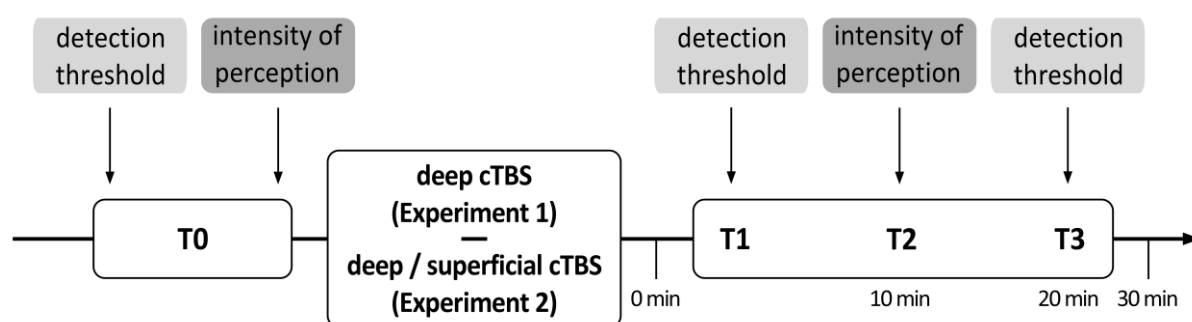 detection
threshold
intensity of
perception
detection
threshold
intensity of
perception
detection
threshold
T0
deep cTBS
(Experiment 1)
–
deep / superficial cTBS
(Experiment 2)
T1
T2
T3
0 min
10 min
20 min
30 min